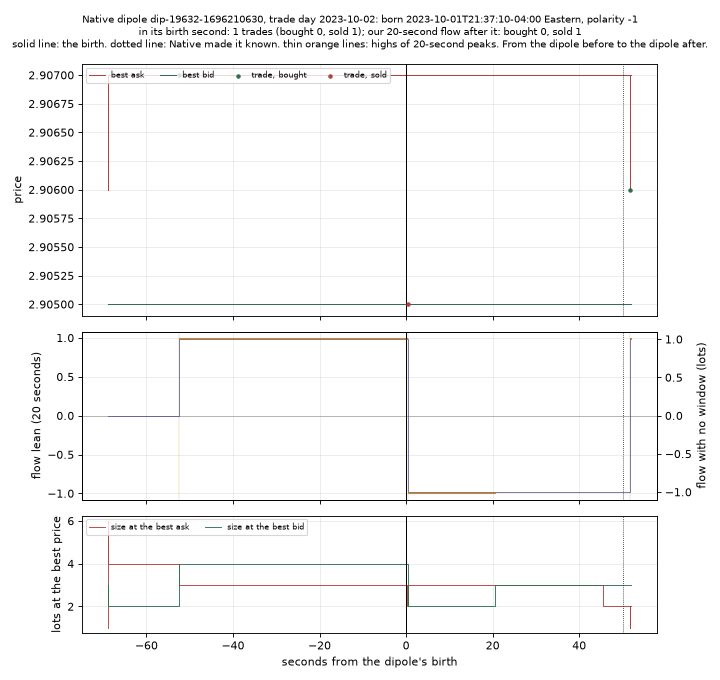 Native dipole dip-19632-1696210630, trade day 2023-10-02: born 2023-10-01T21:37:10-04:00 Eastern, polarity -1
in its birth second: 1 trades (bought 0, sold 1); our 20-second flow after it: bought 0, sold 1
solid line: the birth. dotted line: Native made it known. thin orange lines: highs of 20-second peaks. From the dipole before to the dipole after.
best ask best bid trade, bought trade, sold
2.90700
2.90675
2.90650
2.90625
2.90600
2.90575
2.90550
2.90525
2.90500
price
1.0
0.5
0.0
−0.5
−1.0
flow lean (20 seconds)
1.0
0.5
0.0
−0.5
−1.0
flow with no window (lots)
size at the best ask size at the best bid
6
4
2
lots at the best price
−60 −40 −20 0 20 40
seconds from the dipole's birth